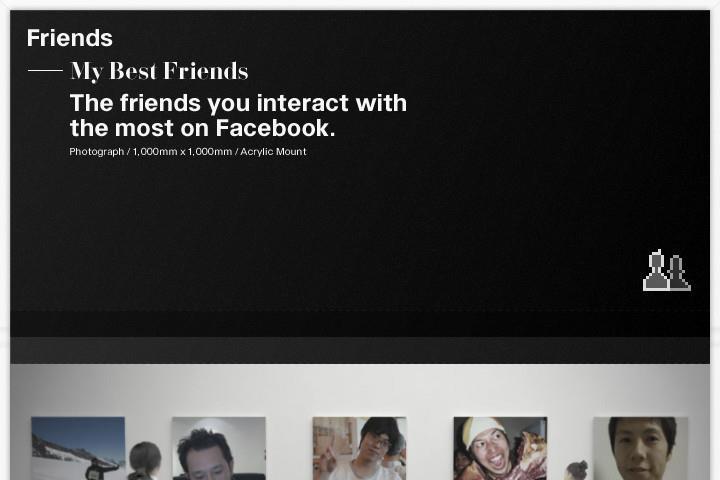 Friends
My Best Friends
The friends you interact with
the most on Facebook.
Photograph / 1,000mm x 1,000mm / Acrylic Mount